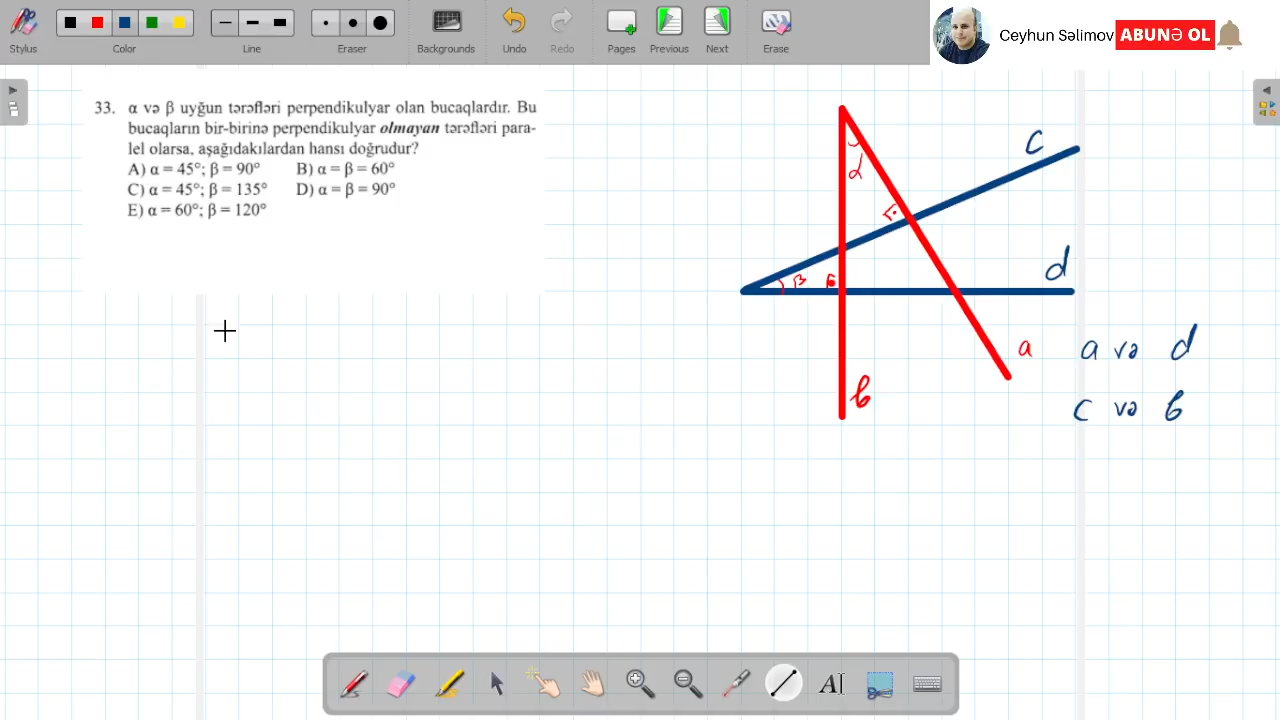 Stylus
Color
Line
Eraser
Backgrounds
Undo
Redo
Pages
Previous
Next
Erase
Ceyhun Səlimov
ABUNƏ OL
33. α və β uyğun tərəfləri perpendikulyar olan bucaqlardır. Bu
bucaqların bir-birinə perpendikulyar olmayan tərəfləri para-
lel olarsa, aşağıdakılardan hansı doğrudur?
A) α = 45°; β = 90° B) α = β = 60°
C) α = 45°; β = 135° D) α = β = 90°
E) α = 60°; β = 120°
c
α
β
d
a
b
a və d
c və b
AI